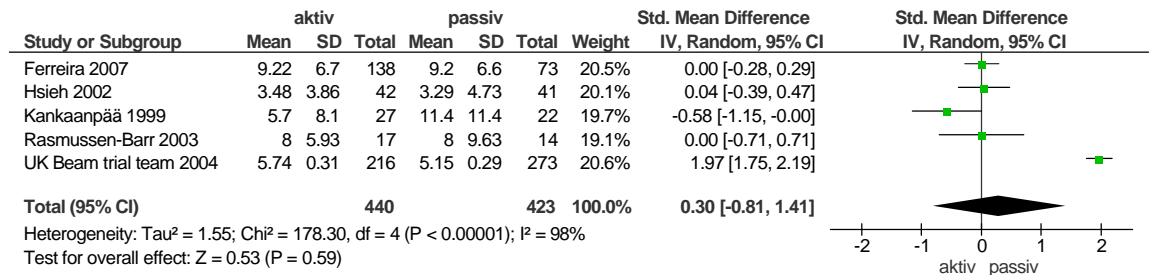 aktiv passiv Std. Mean Difference Std. Mean Difference
Study or Subgroup Mean SD Total Mean SD Total Weight IV, Random, 95% CI IV, Random, 95% CI
Ferreira 2007 9.22 6.7 138 9.2 6.6 73 20.5% 0.00 [-0.28, 0.29]
Hsieh 2002 3.48 3.86 42 3.29 4.73 41 20.1% 0.04 [-0.39, 0.47]
Kankaanpää 1999 5.7 8.1 27 11.4 11.4 22 19.7% -0.58 [-1.15, -0.00]
Rasmussen-Barr 2003 8 5.93 17 8 9.63 14 19.1% 0.00 [-0.71, 0.71]
UK Beam trial team 2004 5.74 0.31 216 5.15 0.29 273 20.6% 1.97 [1.75, 2.19]
Total (95% CI) 440 423 100.0% 0.30 [-0.81, 1.41]
Heterogeneity: Tau² = 1.55; Chi² = 178.30, df = 4 (P < 0.00001); I² = 98%
Test for overall effect: Z = 0.53 (P = 0.59)
-2 -1 0 1 2
aktiv passiv